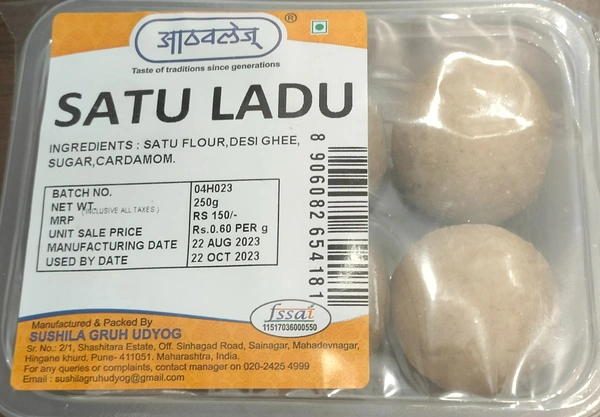 आठवलेज् ®
Taste of traditions since generations
SATU LADU
INGREDIENTS : SATU FLOUR,DESI GHEE,
SUGAR,CARDAMOM.
BATCH NO. 04H023
NET WT. 250g
MRP (INCLUSIVE ALL TAXES) RS 150/-
UNIT SALE PRICE Rs.0.60 PER g
MANUFACTURING DATE 22 AUG 2023
USED BY DATE 22 OCT 2023
8 906082 654181
fssai
11517036000550
Manufactured & Packed By
SUSHILA GRUH UDYOG
Sr. No.: 2/1, Shashitara Estate, Off. Sinhagad Road, Sainagar, Mahadevnagar,
Hingane khurd, Pune- 411051. Maharashtra, India.
For any queries or complaints, contact manager on 020-2425 4999
Email : sushilagruhudyog@gmail.com